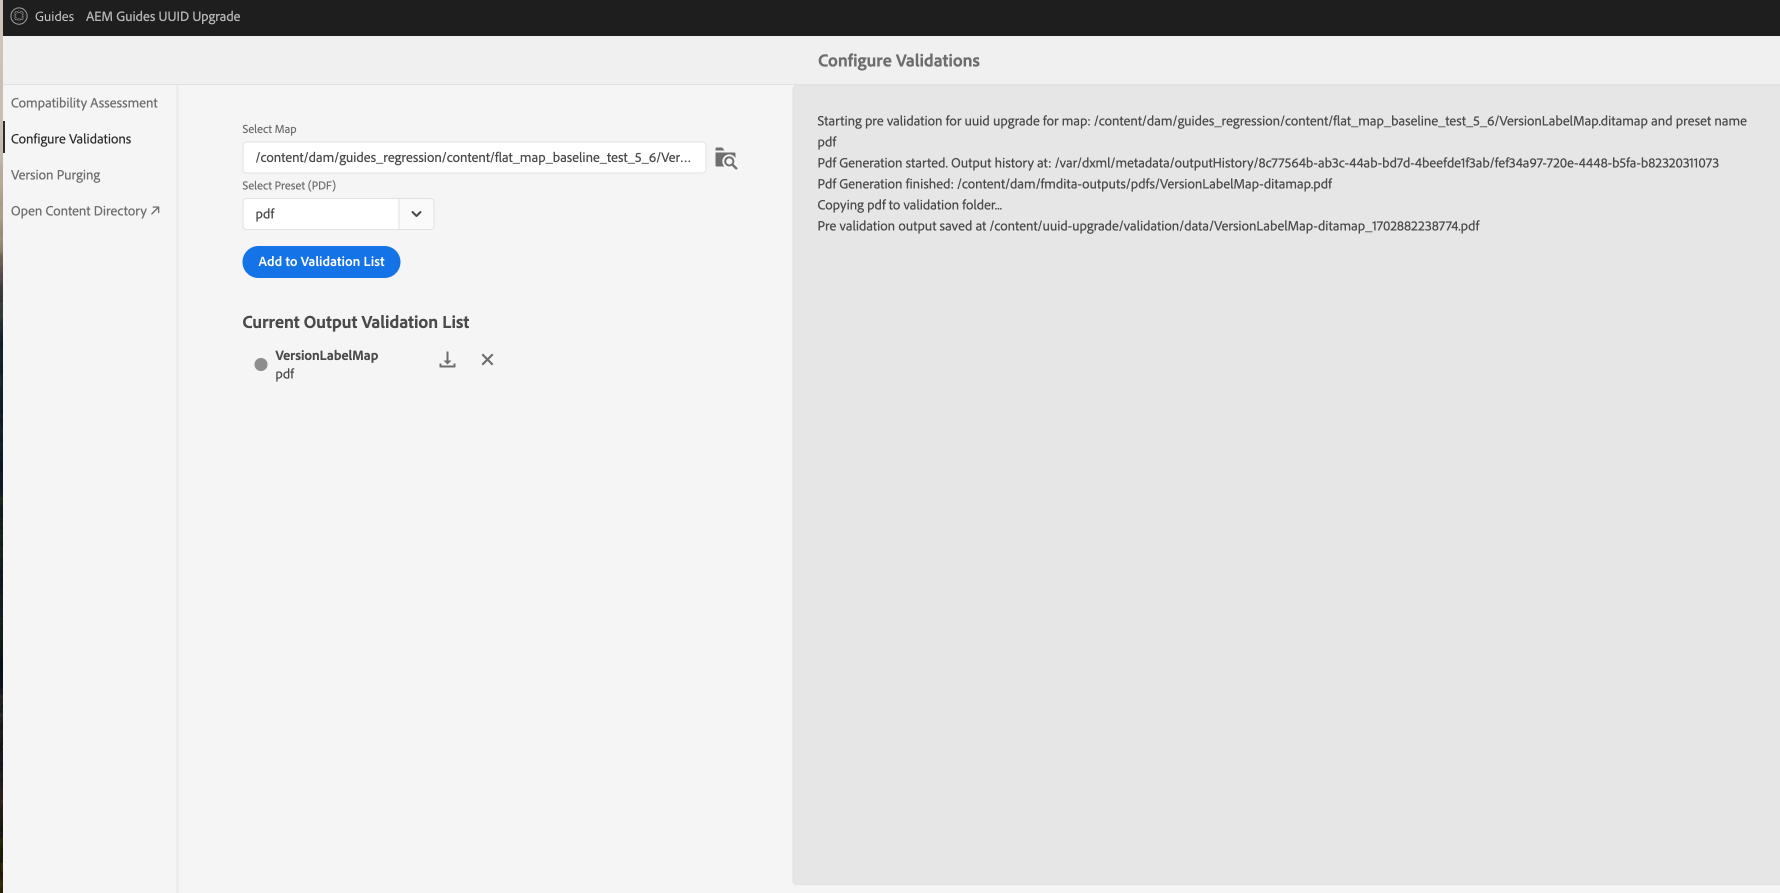 Guides AEM Guides UUID Upgrade
Configure Validations
Compatibility Assessment
Configure Validations
Version Purging
Open Content Directory
Select Map
/content/dam/guides_regression/content/flat_map_baseline_test_5_6/Ver...
Select Preset (PDF)
pdf
Add to Validation List
Current Output Validation List
VersionLabelMap
pdf
Starting pre validation for uuid upgrade for map: /content/dam/guides_regression/content/flat_map_baseline_test_5_6/VersionLabelMap.ditamap and preset name
pdf
Pdf Generation started. Output history at: /var/dxml/metadata/outputHistory/8c77564b-ab3c-44ab-bd7d-4beefde1f3ab/fef34a97-720e-4448-b5fa-b82320311073
Pdf Generation finished: /content/dam/fmdita-outputs/pdfs/VersionLabelMap-ditamap.pdf
Copying pdf to validation folder...
Pre validation output saved at /content/uuid-upgrade/validation/data/VersionLabelMap-ditamap_1702882238774.pdf